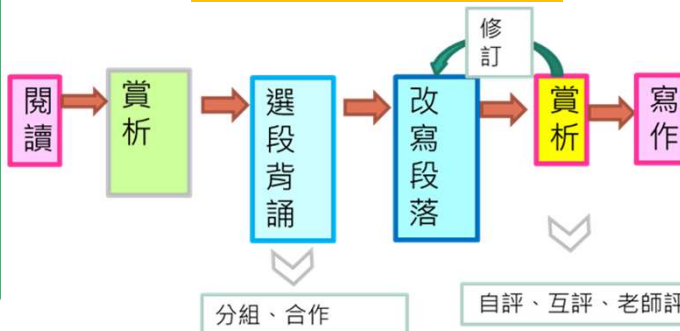 修訂
閱讀
賞析
選段背誦
改寫段落
賞析
寫作
分組、合作
自評、互評、老師評